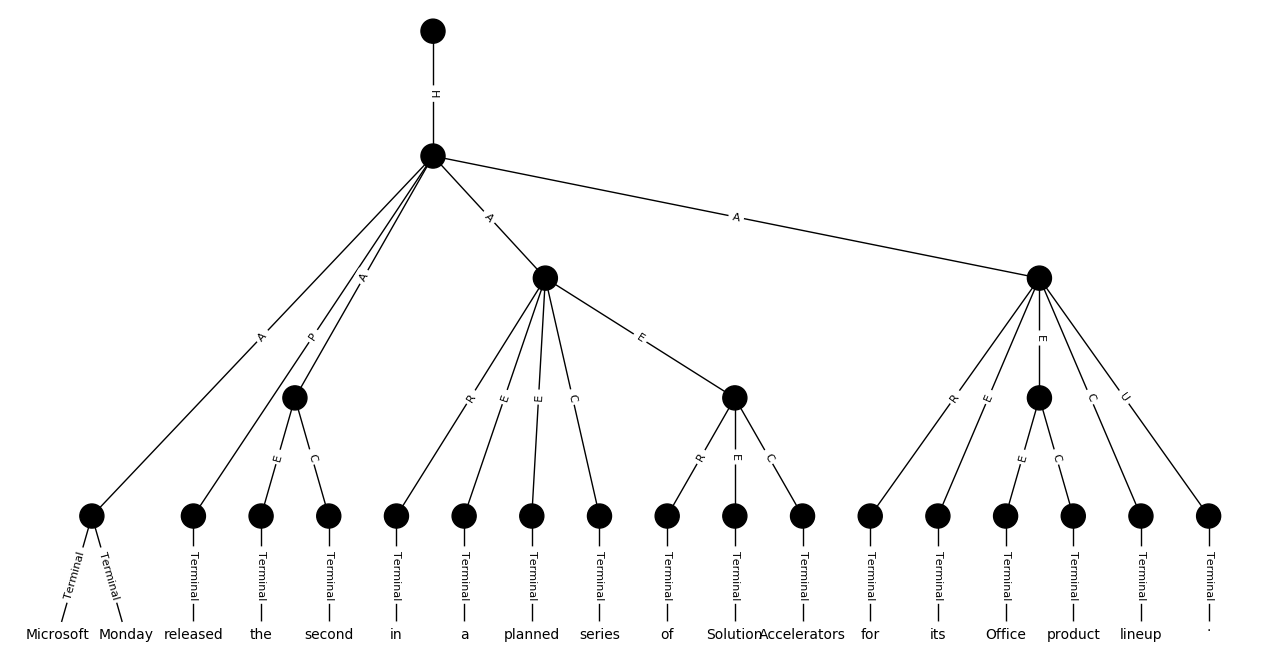 H
A
A
A
P
A
E
E
R
E
E
C
R
E
E
C
U
E
C
R
E
C
E
C
Terminal Terminal Terminal Terminal Terminal Terminal Terminal Terminal Terminal Terminal Terminal Terminal Terminal Terminal Terminal Terminal Terminal Terminal
Microsoft Monday released the second in a planned series of Solution Accelerators for its Office product lineup .